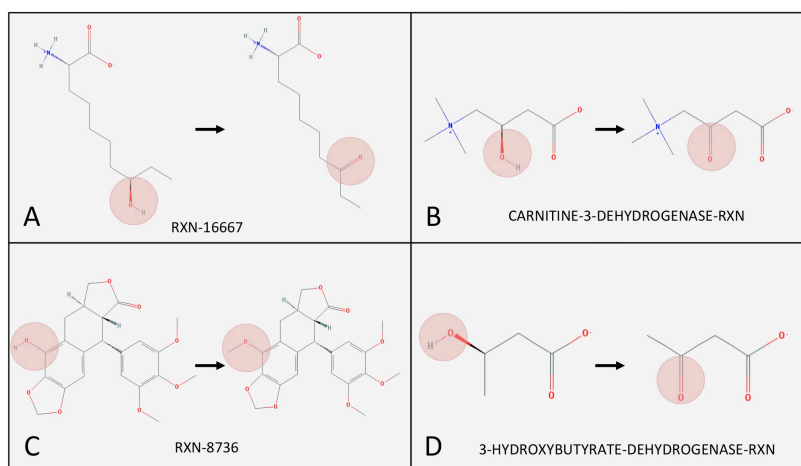 H
N⁺
H
H
O
O⁻
H
N⁺
H
H
O
O⁻
O
H
O
A
RXN-16667
N⁺
O
H
O
O⁻
N⁺
O
O
O⁻
B
CARNITINE-3-DEHYDROGENASE-RXN
O
O
H
H
H
O
O
O
O
O
O
O
O
H
H
O
O
O
O
O
O
C
RXN-8736
H
O
O
O⁻
O
O
O⁻
D
3-HYDROXYBUTYRATE-DEHYDROGENASE-RXN